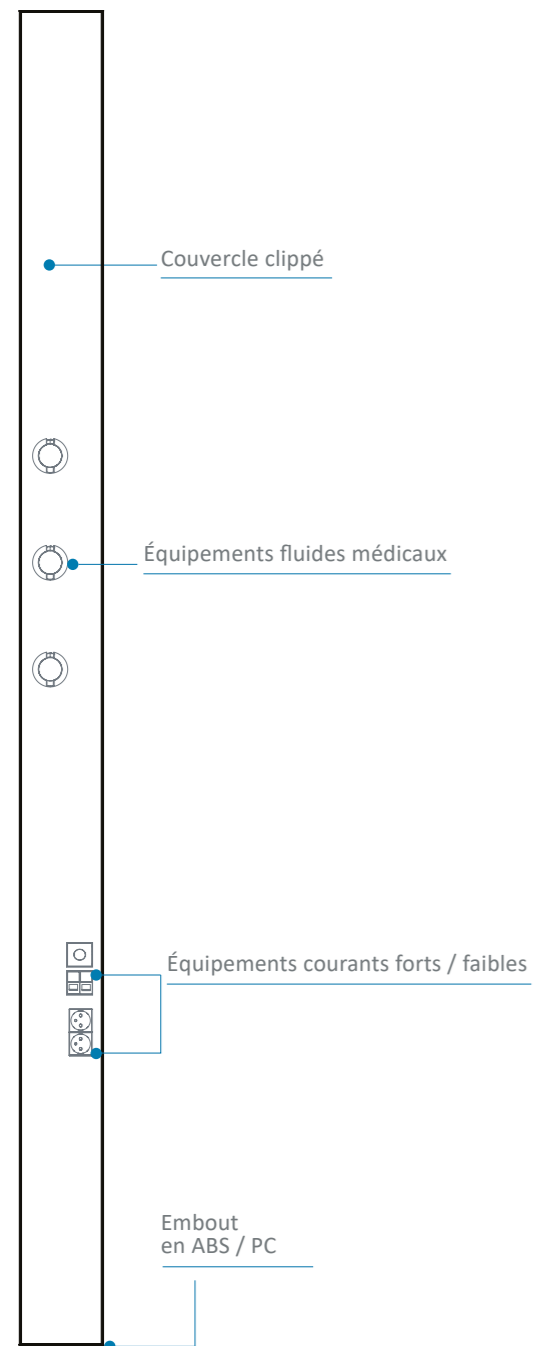 Couvercle clippé
Équipements fluides médicaux
Équipements courants forts / faibles
Embout
en ABS / PC